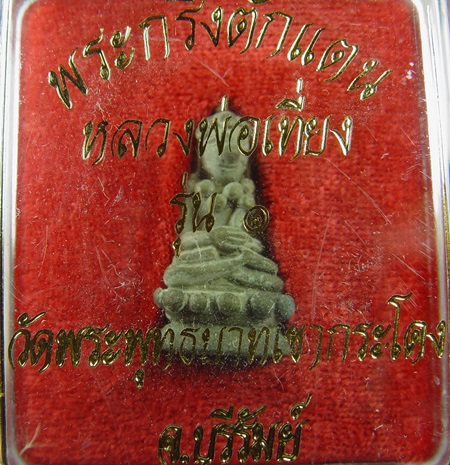 พระกริ่งตั๊กแตน
หลวงพ่อเที่ยง
รุ่น ๑
วัดพระพุทธบาทเขากระโดง
จ.บุรีรัมย์